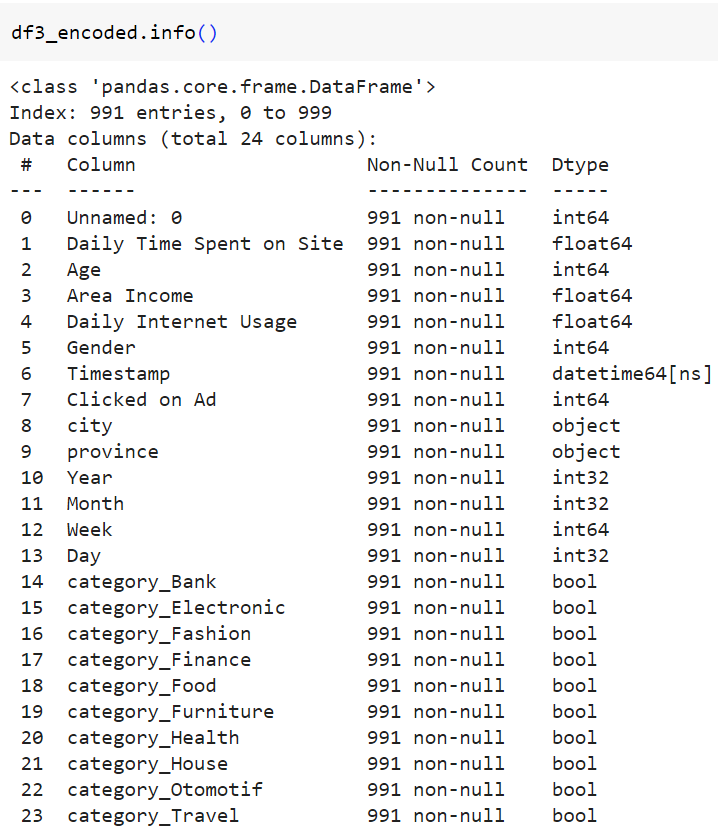 df3_encoded.info()
<class 'pandas.core.frame.DataFrame'>
Index: 991 entries, 0 to 999
Data columns (total 24 columns):
 #   Column                    Non-Null Count  Dtype
---  ------                    --------------  -----
 0   Unnamed: 0                991 non-null    int64
 1   Daily Time Spent on Site  991 non-null    float64
 2   Age                       991 non-null    int64
 3   Area Income               991 non-null    float64
 4   Daily Internet Usage      991 non-null    float64
 5   Gender                    991 non-null    int64
 6   Timestamp                 991 non-null    datetime64[ns]
 7   Clicked on Ad             991 non-null    int64
 8   city                      991 non-null    object
 9   province                  991 non-null    object
 10  Year                      991 non-null    int32
 11  Month                     991 non-null    int32
 12  Week                      991 non-null    int64
 13  Day                       991 non-null    int32
 14  category_Bank             991 non-null    bool
 15  category_Electronic       991 non-null    bool
 16  category_Fashion          991 non-null    bool
 17  category_Finance          991 non-null    bool
 18  category_Food             991 non-null    bool
 19  category_Furniture        991 non-null    bool
 20  category_Health           991 non-null    bool
 21  category_House            991 non-null    bool
 22  category_Otomotif         991 non-null    bool
 23  category_Travel           991 non-null    bool